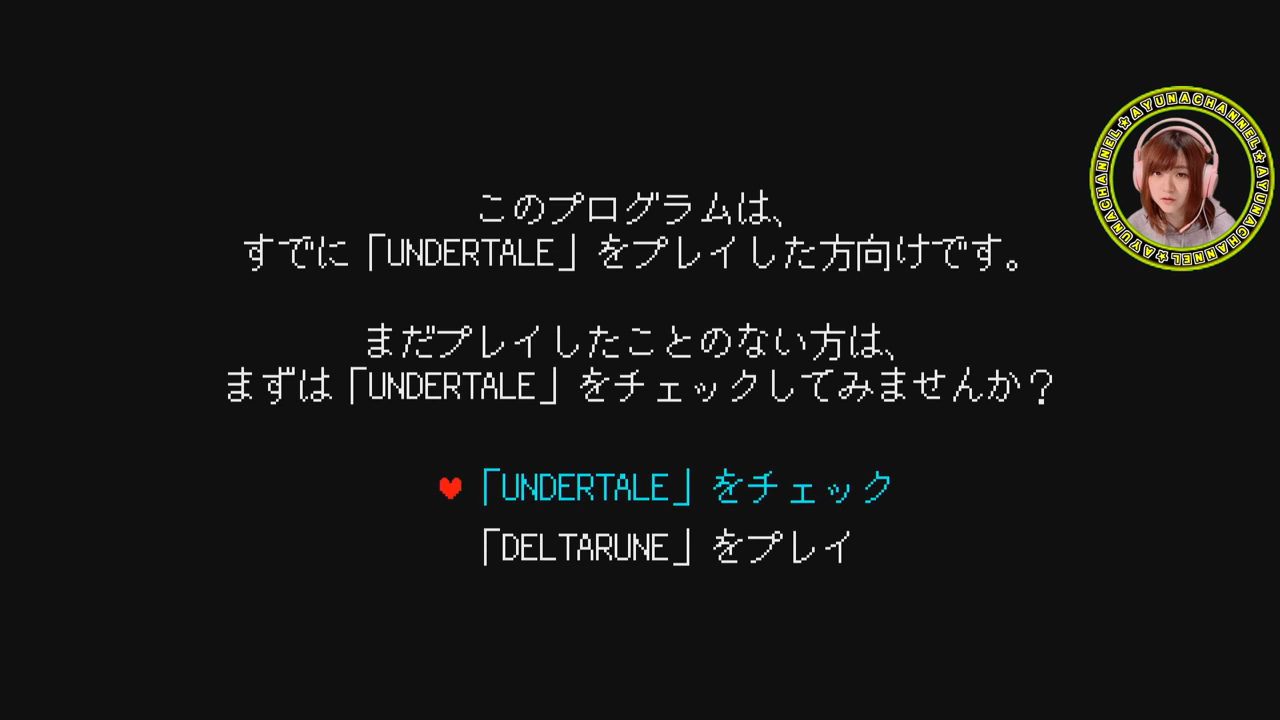 このプログラムは、
すでに「UNDERTALE」をプレイした方向けです。
まだプレイしたことのない方は、
まずは「UNDERTALE」をチェックしてみませんか？
「UNDERTALE」をチェック
「DELTARUNE」をプレイ
AYUNACHANNEL★AYUNACHANNEL★AYUNACHANNEL★